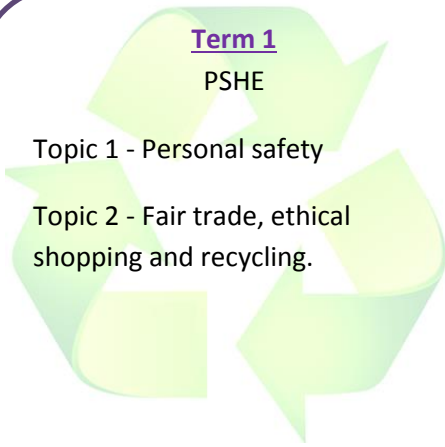 Term 1
PSHE
Topic 1 - Personal safety
Topic 2 - Fair trade, ethical
shopping and recycling.